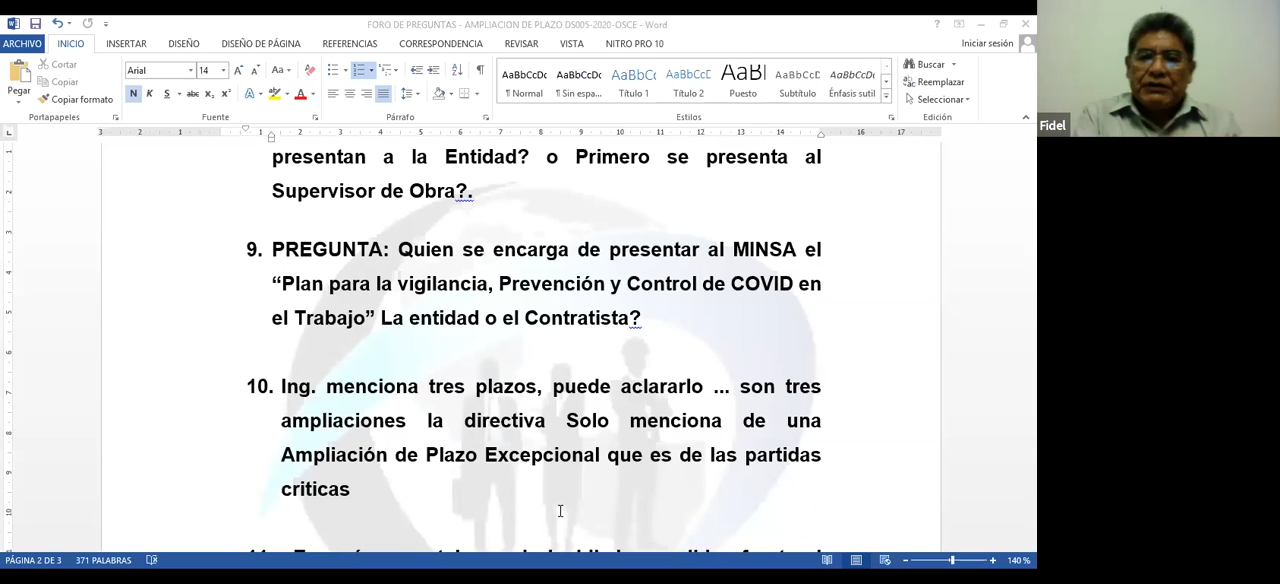 FORO DE PREGUNTAS - AMPLIACION DE PLAZO DS005-2020-OSCE - Word
ARCHIVO INICIO INSERTAR DISEÑO DISEÑO DE PÁGINA REFERENCIAS CORRESPONDENCIA REVISAR VISTA NITRO PRO 10 Iniciar sesión
Pegar
Cortar
Copiar
Copiar formato
Portapapeles
Arial 14
Fuente
Párrafo
AaBbCcDc AaBbCcDc AaBbC AaBbCcD AaB AaBbCcD AaBbCcDc
¶ Normal ¶ Sin espa... Título 1 Título 2 Puesto Subtítulo Énfasis sutil
Estilos
Buscar
Reemplazar
Seleccionar
Edición
Fidel
presentan a la Entidad? o Primero se presenta al
Supervisor de Obra?.
9. PREGUNTA: Quien se encarga de presentar al MINSA el
“Plan para la vigilancia, Prevención y Control de COVID en
el Trabajo” La entidad o el Contratista?
10. Ing. menciona tres plazos, puede aclararlo ... son tres
ampliaciones la directiva Solo menciona de una
Ampliación de Plazo Excepcional que es de las partidas
criticas
PÁGINA 2 DE 3 371 PALABRAS 140 %